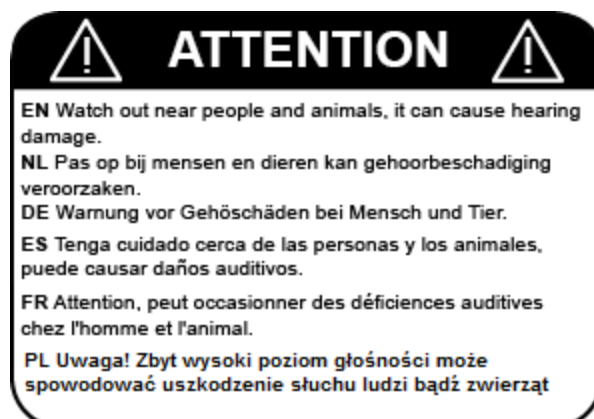 ATTENTION
EN Watch out near people and animals, it can cause hearing
damage.
NL Pas op bij mensen en dieren kan gehoorbeschadiging
veroorzaken.
DE Warnung vor Gehöschäden bei Mensch und Tier.
ES Tenga cuidado cerca de las personas y los animales,
puede causar daños auditivos.
FR Attention, peut occasionner des déficiences auditives
chez l'homme et l'animal.
PL Uwaga! Zbyt wysoki poziom głośności może
spowodować uszkodzenie słuchu ludzi bądź zwierząt